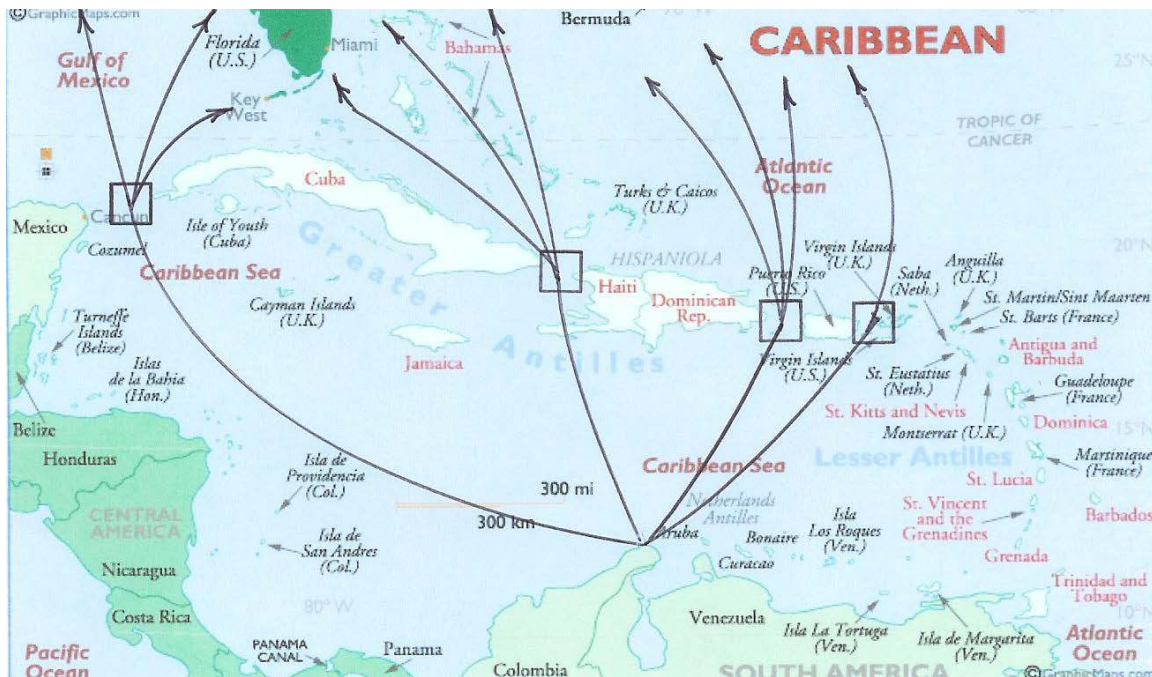 ©GraphicMaps.com
Bermuda
70° W
60° W
CARIBBEAN
Florida
(U.S.)
Miami
Bahamas
Gulf of
Mexico
25°N
Key
West
TROPIC OF
CANCER
Cuba
Atlantic
Ocean
Turks & Caicos
(U.K.)
Mexico
Cancun
Isle of Youth
(Cuba)
Cozumel
Caribbean Sea
Greater
Antilles
HISPANIOLA
Virgin Islands
(U.K.)
Anguilla
(U.K.)
20°N
Puerto Rico
(U.S.)
Saba
(Neth.)
Haiti
Dominican
Rep.
St. Martin/Sint Maarten
St. Barts (France)
Cayman Islands
(U.K.)
Turneffe
Islands
(Belize)
Jamaica
Antigua and
Barbuda
Virgin Islands
(U.S.)
St. Eustatius
(Neth.)
Islas
de la Bahia
(Hon.)
Guadeloupe
(France)
St. Kitts and Nevis
Montserrat (U.K.)
Dominica
15°N
Belize
Honduras
Caribbean Sea
Lesser Antilles
Martinique
(France)
Isla de
Providencia
(Col.)
St. Lucia
300 mi
300 km
Netherlands
Antilles
CENTRAL
AMERICA
St. Vincent
and the
Grenadines
Barbados
Isla de
San Andres
(Col.)
Aruba
Bonaire
Curacao
Isla
Los Roques
(Ven.)
Grenada
Nicaragua
Trinidad and
Tobago
80° W
Costa Rica
Venezuela
10°N
Isla La Tortuga
(Ven.)
Isla de Margarita
(Ven.)
Atlantic
Ocean
Pacific
Ocean
PANAMA
CANAL
Panama
Colombia
SOUTH AMERICA
©GraphicMaps.com